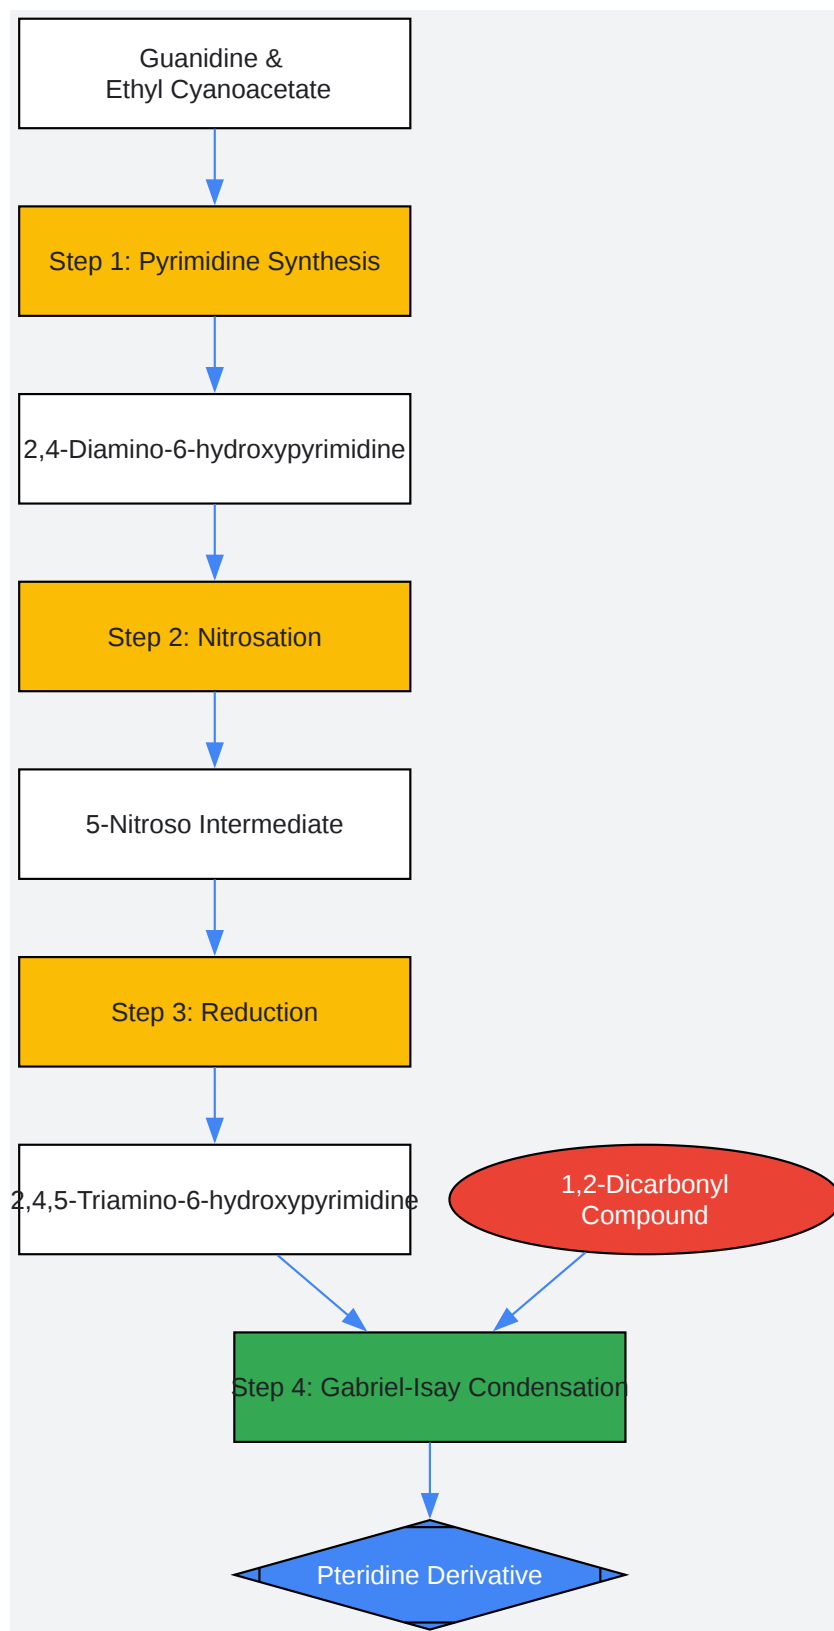 Guanidine &
Ethyl Cyanoacetate
Step 1: Pyrimidine Synthesis
2,4-Diamino-6-hydroxypyrimidine
Step 2: Nitrosation
5-Nitroso Intermediate
Step 3: Reduction
2,4,5-Triamino-6-hydroxypyrimidine
1,2-Dicarbonyl
Compound
Step 4: Gabriel-Isay Condensation
Pteridine Derivative